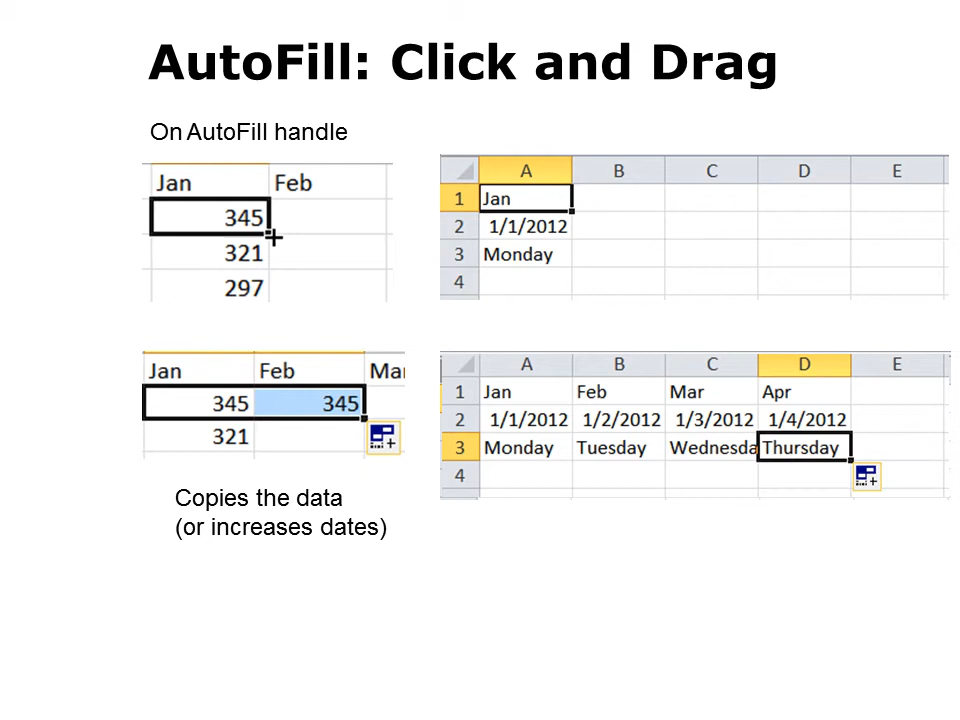 AutoFill: Click and Drag
On AutoFill handle
Jan Feb
345
321
297
A B C D E
1 Jan
2 1/1/2012
3 Monday
4
Jan Feb Mar
345 345
321
Copies the data
(or increases dates)
A B C D E
1 Jan Feb Mar Apr
2 1/1/2012 1/2/2012 1/3/2012 1/4/2012
3 Monday Tuesday Wednesda Thursday
4